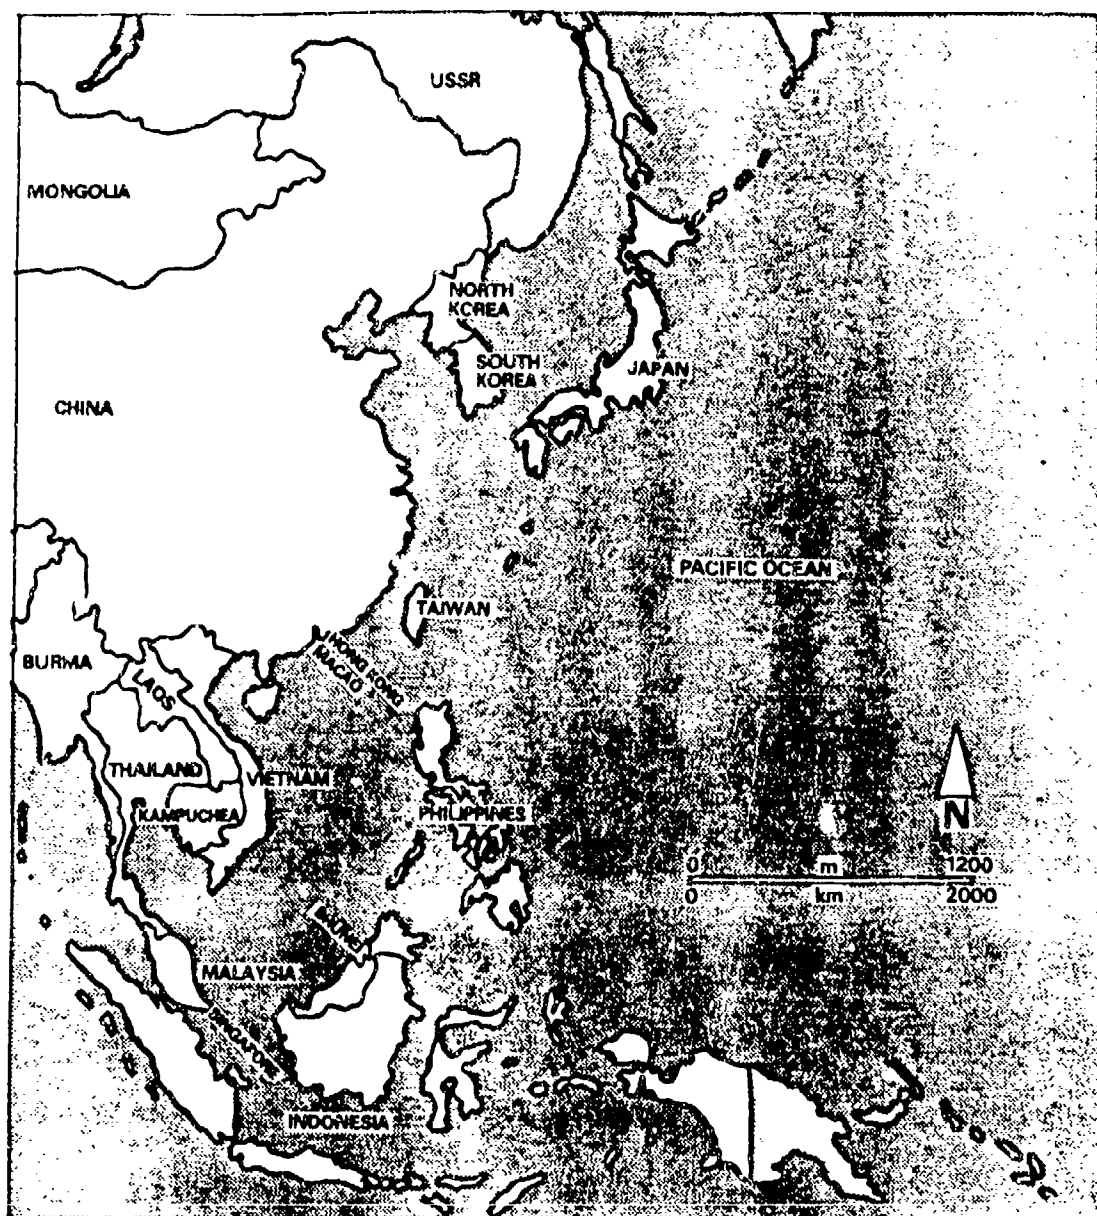 USSR
MONGOLIA
NORTH
KOREA
SOUTH
KOREA
JAPAN
CHINA
PACIFIC OCEAN
TAIWAN
HONG KONG
MACAO
BURMA
LAOS
THAILAND
VIETNAM
KAMPUCHEA
PHILIPPINES
N
0 m 1200
0 km 2000
BRUNEI
MALAYSIA
SINGAPORE
INDONESIA